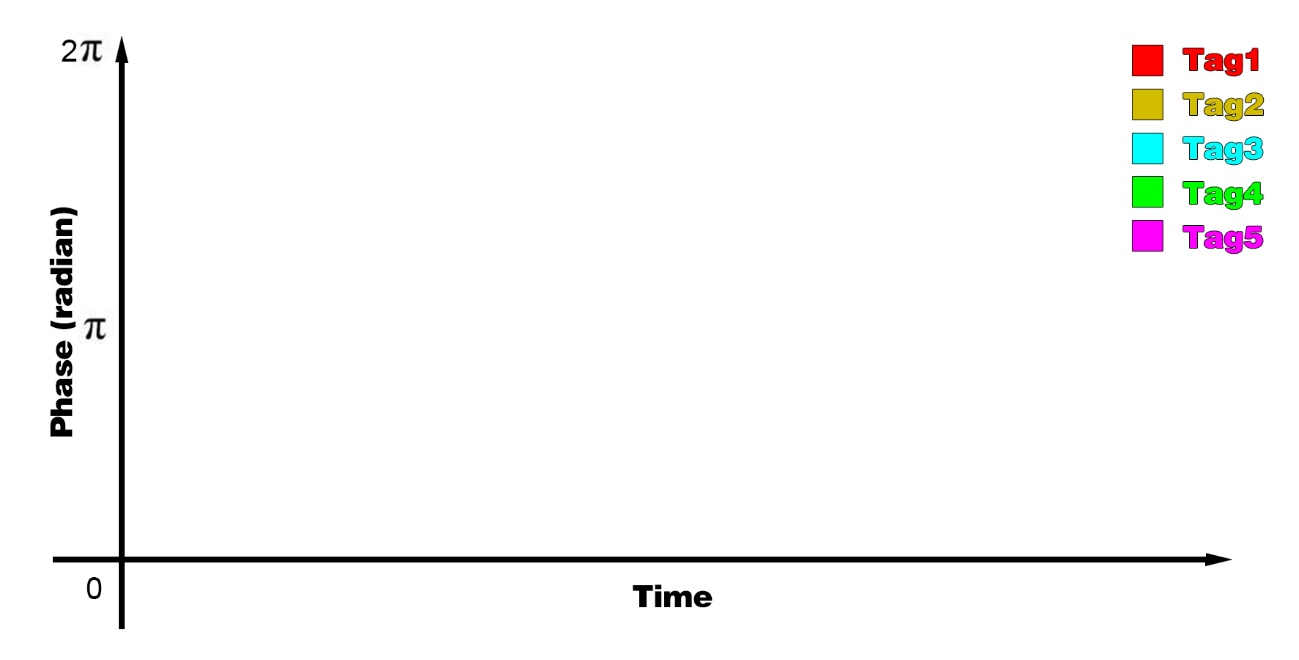 2π
Tag1
Tag2
Tag3
Tag4
Tag5
Phase (radian)
π
0
Time